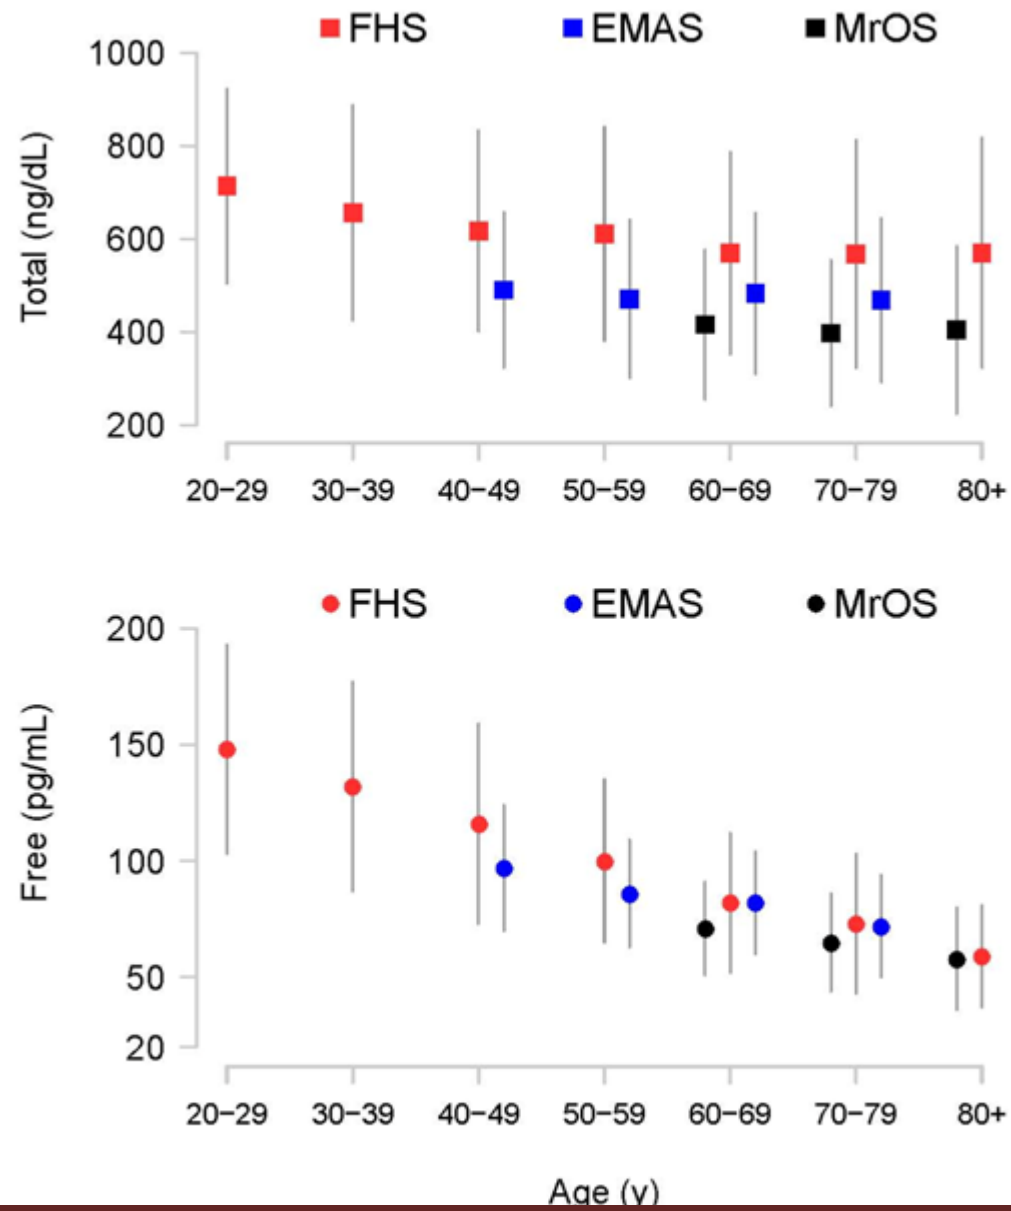 FHS EMAS MrOS
1000
800
600
400
200
Total (ng/dL)
20−29 30−39 40−49 50−59 60−69 70−79 80+
FHS EMAS MrOS
200
150
100
50
20
Free (pg/mL)
20−29 30−39 40−49 50−59 60−69 70−79 80+
Age (y)